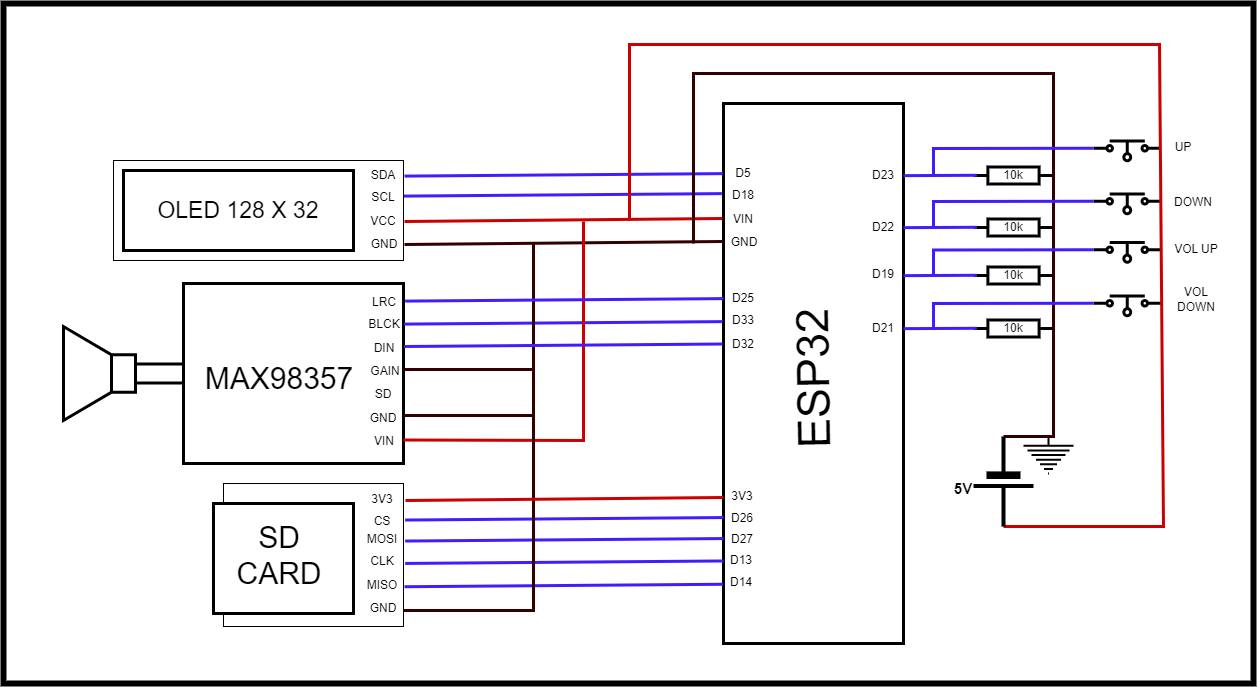 OLED 128 X 32
SDA
SCL
VCC
GND
MAX98357
LRC
BLCK
DIN
GAIN
SD
GND
VIN
SD
CARD
3V3
CS
MOSI
CLK
MISO
GND
ESP32
D5
D18
VIN
GND
D25
D33
D32
3V3
D26
D27
D13
D14
D23
D22
D19
D21
10k
10k
10k
10k
UP
DOWN
VOL UP
VOL
DOWN
5V